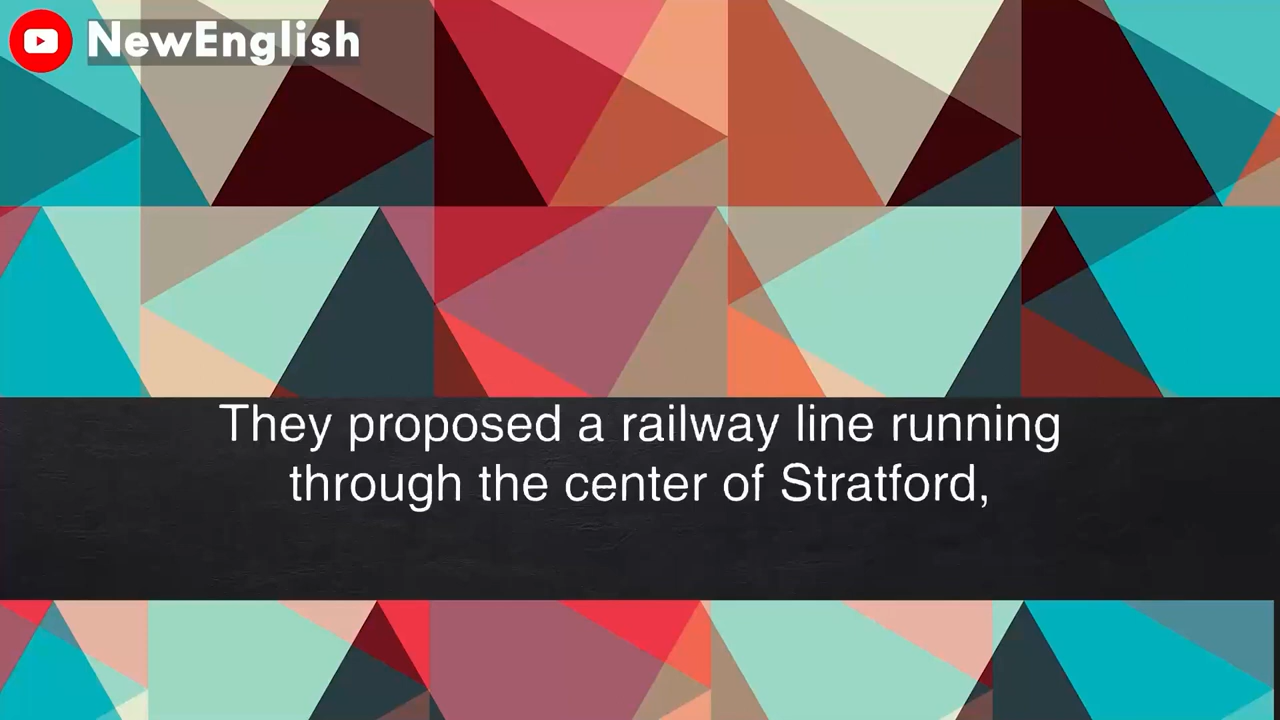 NewEnglish
They proposed a railway line running
through the center of Stratford,